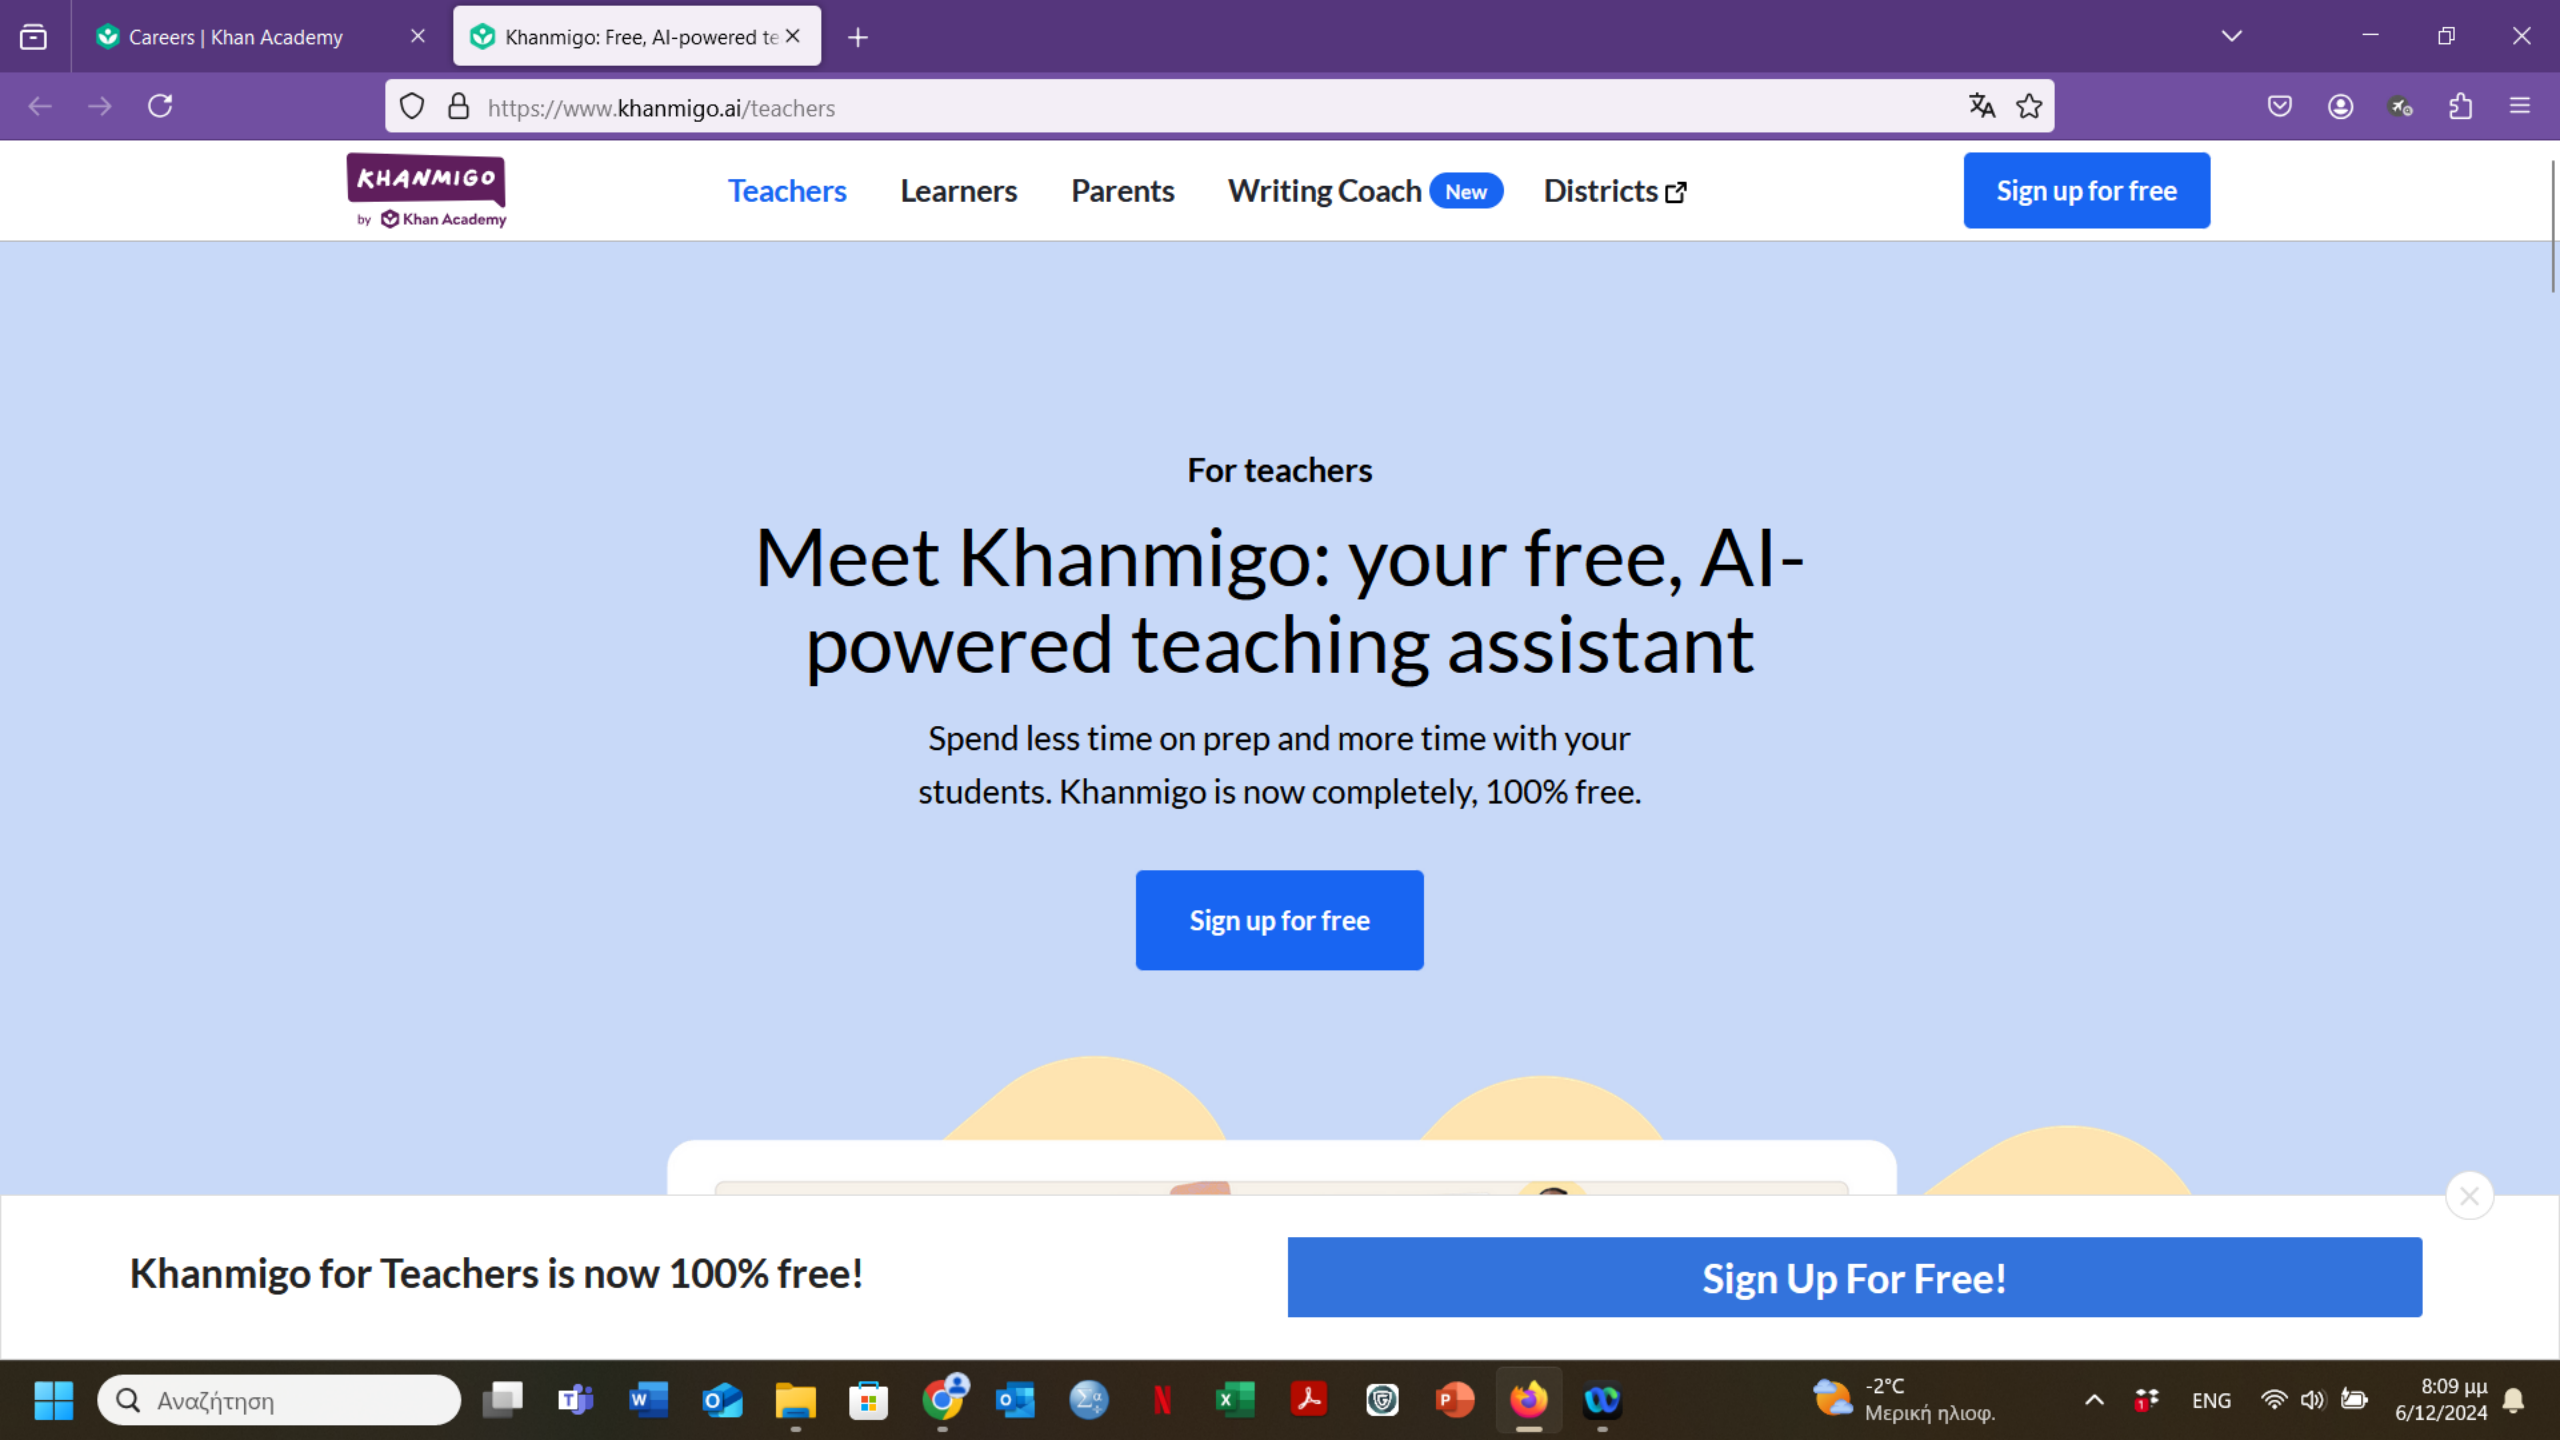 Careers | Khan Academy
Khanmigo: Free, AI-powered te
https://www.khanmigo.ai/teachers
KHANMIGO
by Khan Academy
Teachers
Learners
Parents
Writing Coach New
Districts
Sign up for free
For teachers
Meet Khanmigo: your free, AI-
powered teaching assistant
Spend less time on prep and more time with your
students. Khanmigo is now completely, 100% free.
Sign up for free
Khanmigo for Teachers is now 100% free!
Sign Up For Free!
Αναζήτηση
-2°C
Μερική ηλιοφ.
ENG
8:09 μμ
6/12/2024